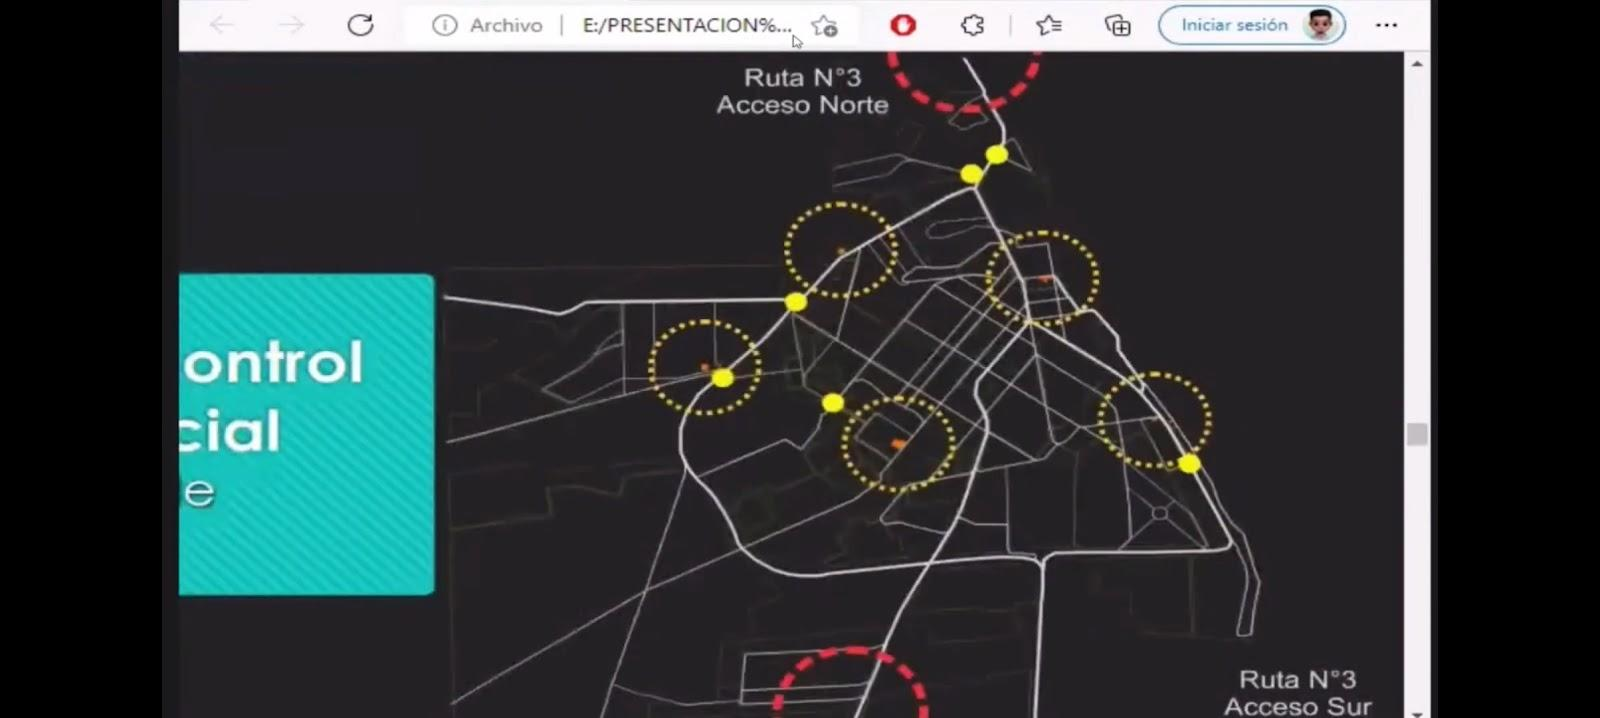 Archivo | E:/PRESENTACION%... Iniciar sesión
Ruta N°3
Acceso Norte
ontrol
cial
e
Ruta N°3
Acceso Sur